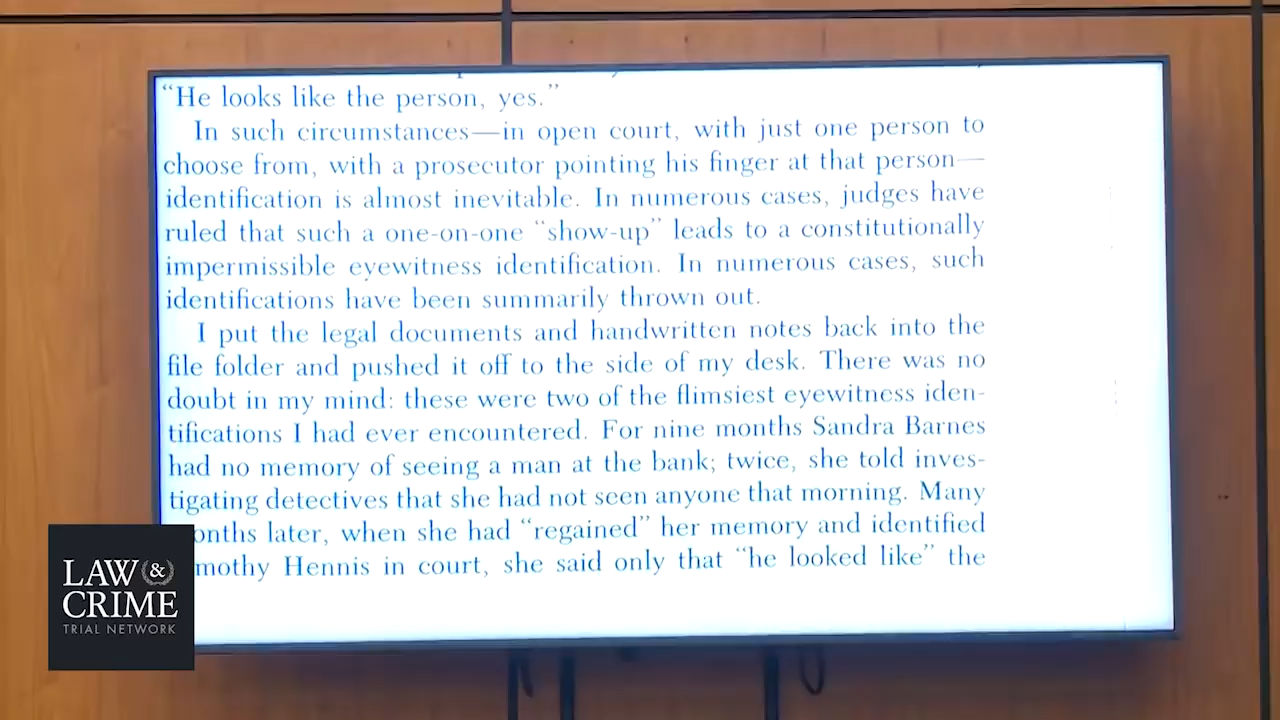 “He looks like the person, yes.”
In such circumstances—in open court, with just one person to
choose from, with a prosecutor pointing his finger at that person—
identification is almost inevitable. In numerous cases, judges have
ruled that such a one-on-one “show-up” leads to a constitutionally
impermissible eyewitness identification. In numerous cases, such
identifications have been summarily thrown out.
I put the legal documents and handwritten notes back into the
file folder and pushed it off to the side of my desk. There was no
doubt in my mind: these were two of the flimsiest eyewitness iden-
tifications I had ever encountered. For nine months Sandra Barnes
had no memory of seeing a man at the bank; twice, she told inves-
tigating detectives that she had not seen anyone that morning. Many
onths later, when she had “regained” her memory and identified
mothy Hennis in court, she said only that “he looked like” the
LAW &
CRIME
TRIAL NETWORK